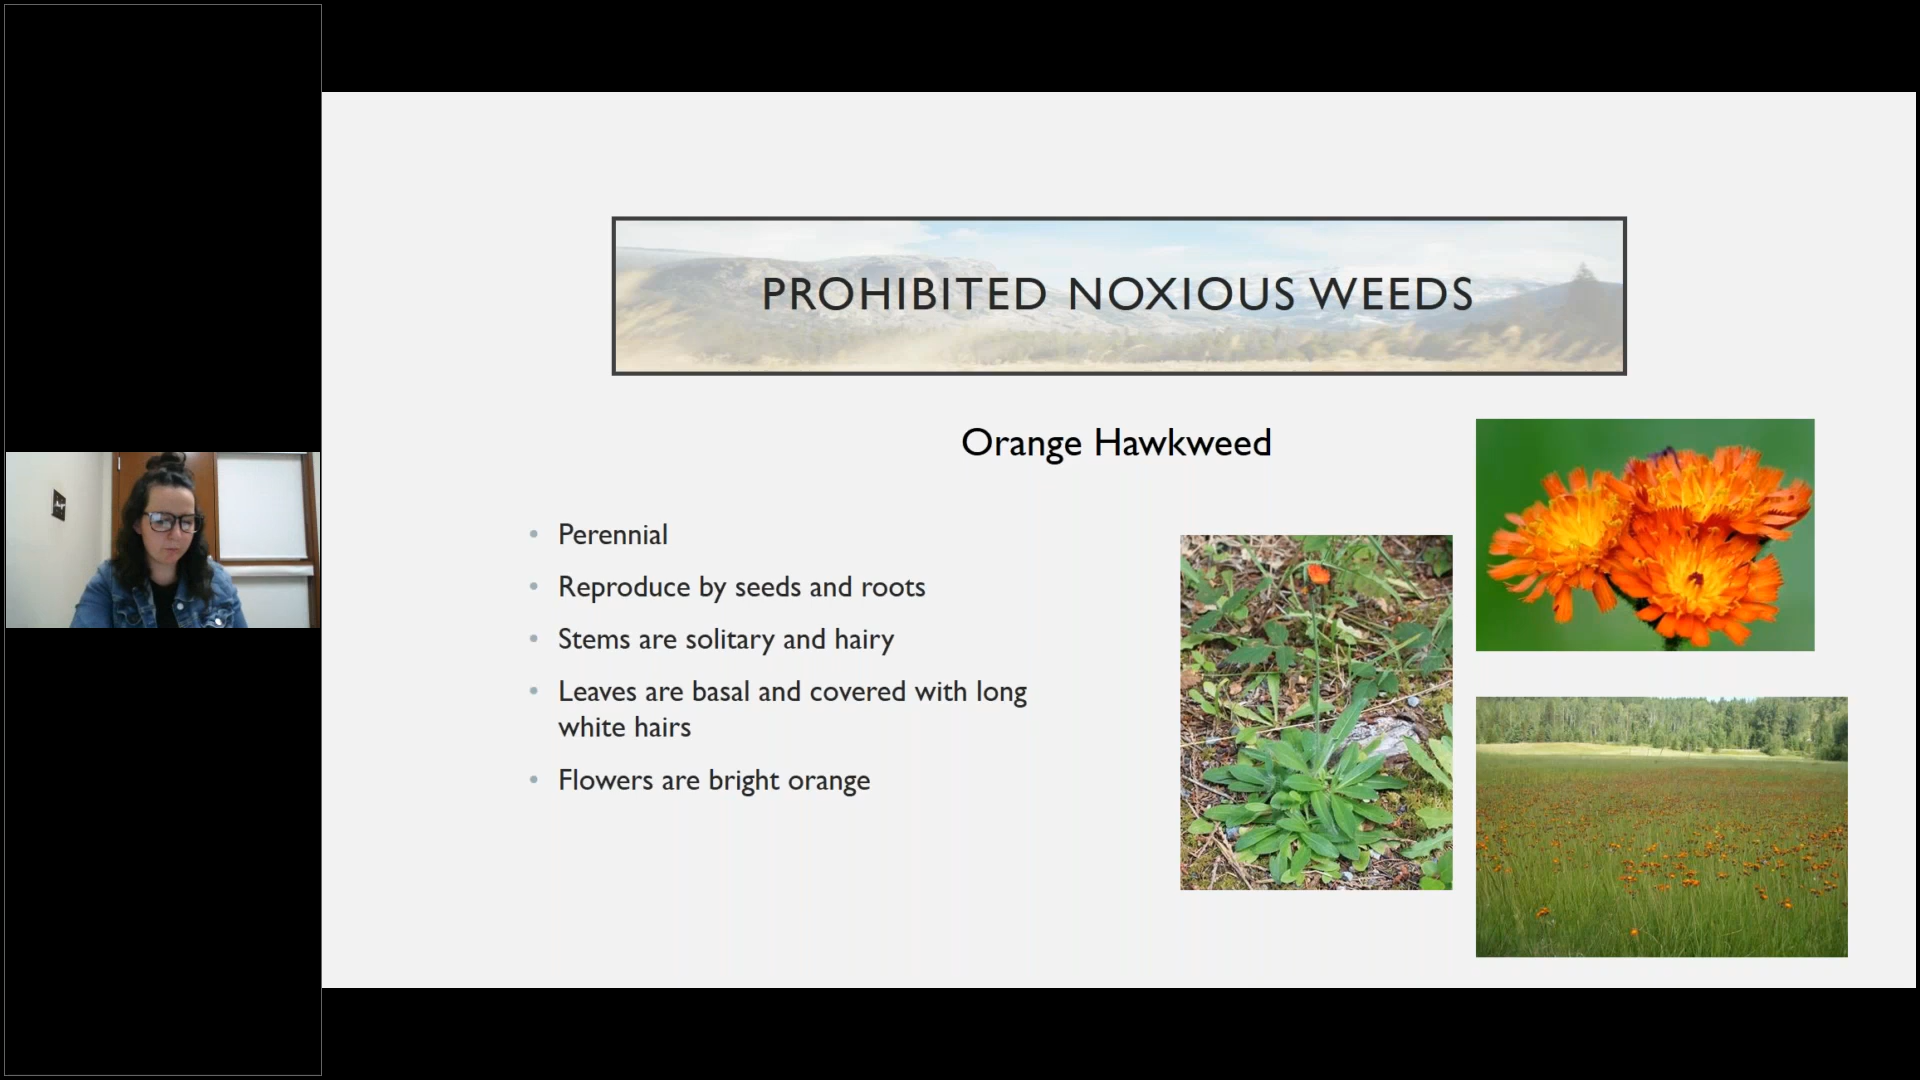 PROHIBITED NOXIOUS WEEDS
Orange Hawkweed
• Perennial
• Reproduce by seeds and roots
• Stems are solitary and hairy
• Leaves are basal and covered with long
white hairs
• Flowers are bright orange